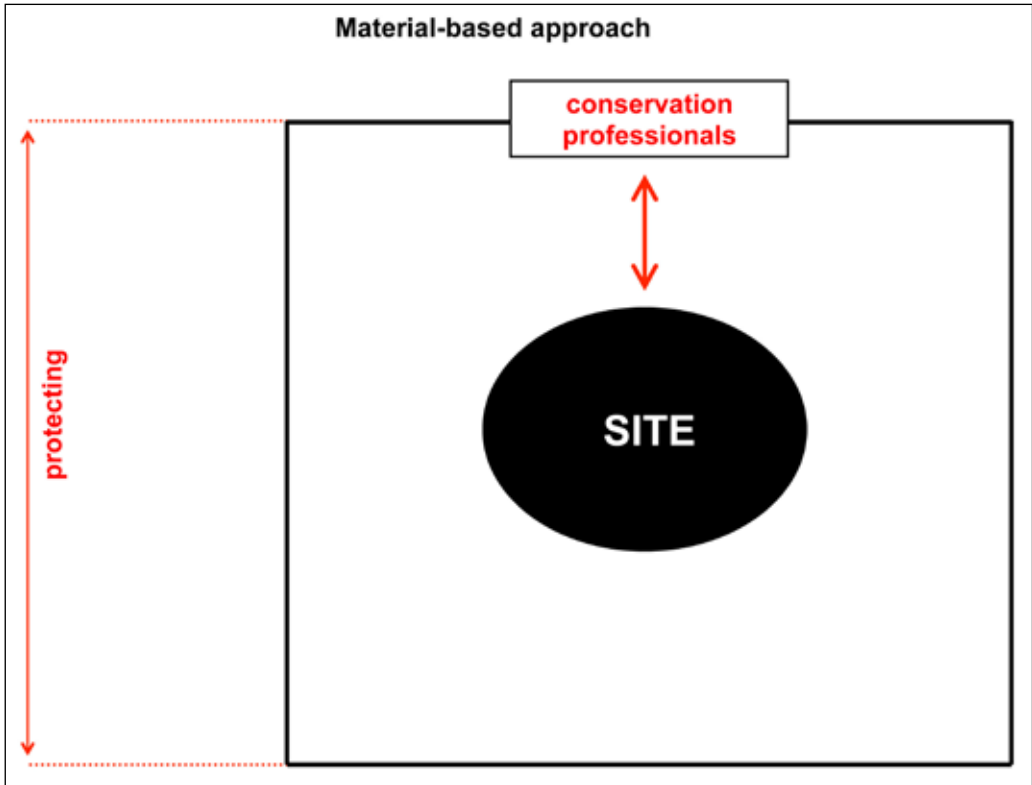 Material-based approach
conservation
professionals
protecting
SITE